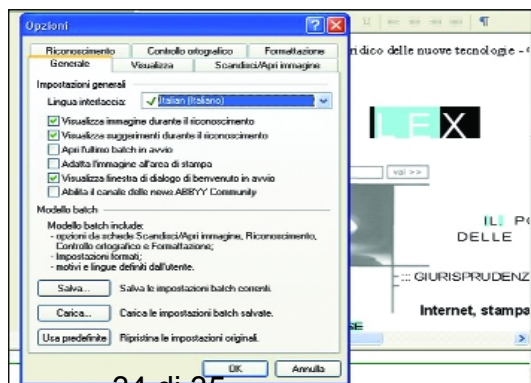 Opzioni
Riconoscimento Controllo ortografico Formattazione
Generale Visualizza Scandisci/Apri immagine
Impostazioni generali
Lingua interfaccia: Italian (Italiano)
Visualizza immagine durante il riconoscimento
Visualizza suggerimenti durante il riconoscimento
Apri l'ultimo batch in avvio
Adatta l'immagine all'area di stampa
Visualizza finestra di dialogo di benvenuto in avvio
Abilita il canale delle news ABBYY Community
Modello batch
Modello batch include:
- opzioni da schede Scandisci/Apri immagine, Riconoscimento,
Controllo ortografico e Formattazione;
- Impostazioni formati;
- motivi e lingue definiti dall'utente.
Salva... Salva le impostazioni batch correnti.
Carica... Carica le impostazioni batch salvate.
Usa predefinite Ripristina le impostazioni originali.
OK Annulla
24 di 35
ridico delle nuove tecnologie -
LEX
vai >>
IL PO
DELLE
::: GIURISPRUDENZ
Internet, stampa
SE